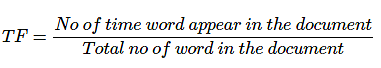 TF = No of time word appear in the document / Total no of word in the document